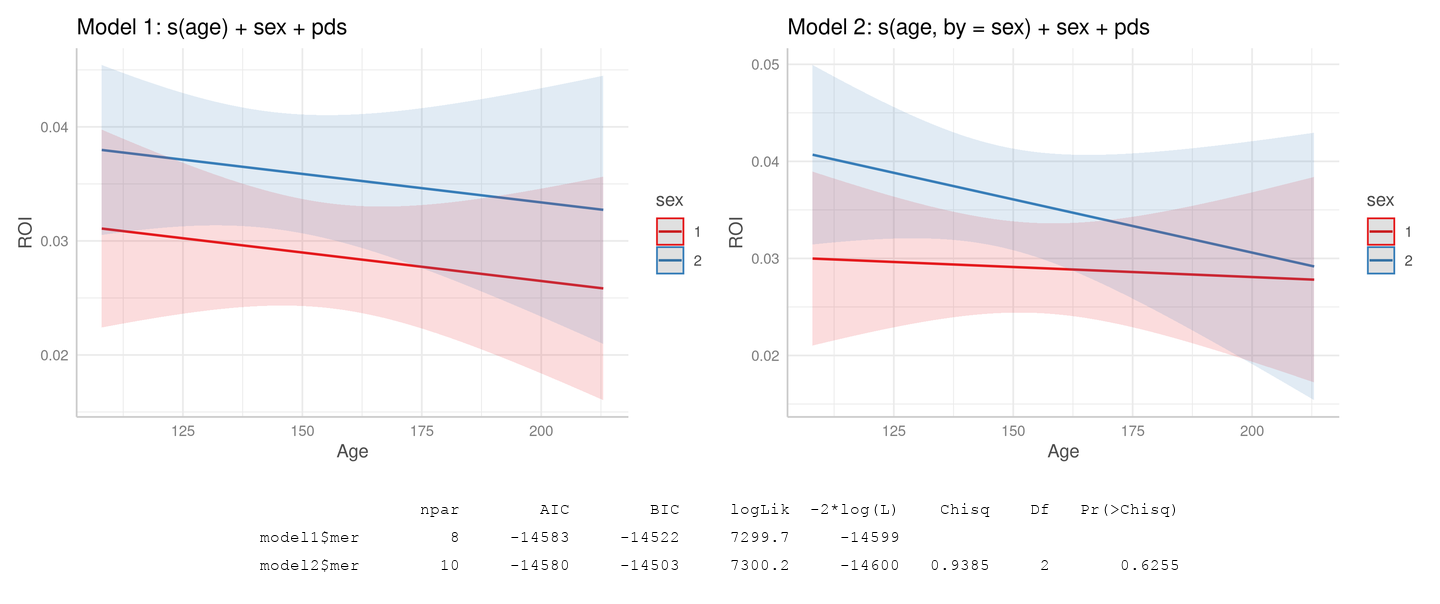 Model 1: s(age) + sex + pds
0.04
0.03
0.02
ROI
125 150 175 200
Age
sex
1
2
Model 2: s(age, by = sex) + sex + pds
0.05
0.04
0.03
0.02
ROI
125 150 175 200
Age
sex
1
2
npar AIC BIC logLik -2*log(L) Chisq Df Pr(>Chisq)
model1$mer 8 -14583 -14522 7299.7 -14599
model2$mer 10 -14580 -14503 7300.2 -14600 0.9385 2 0.6255